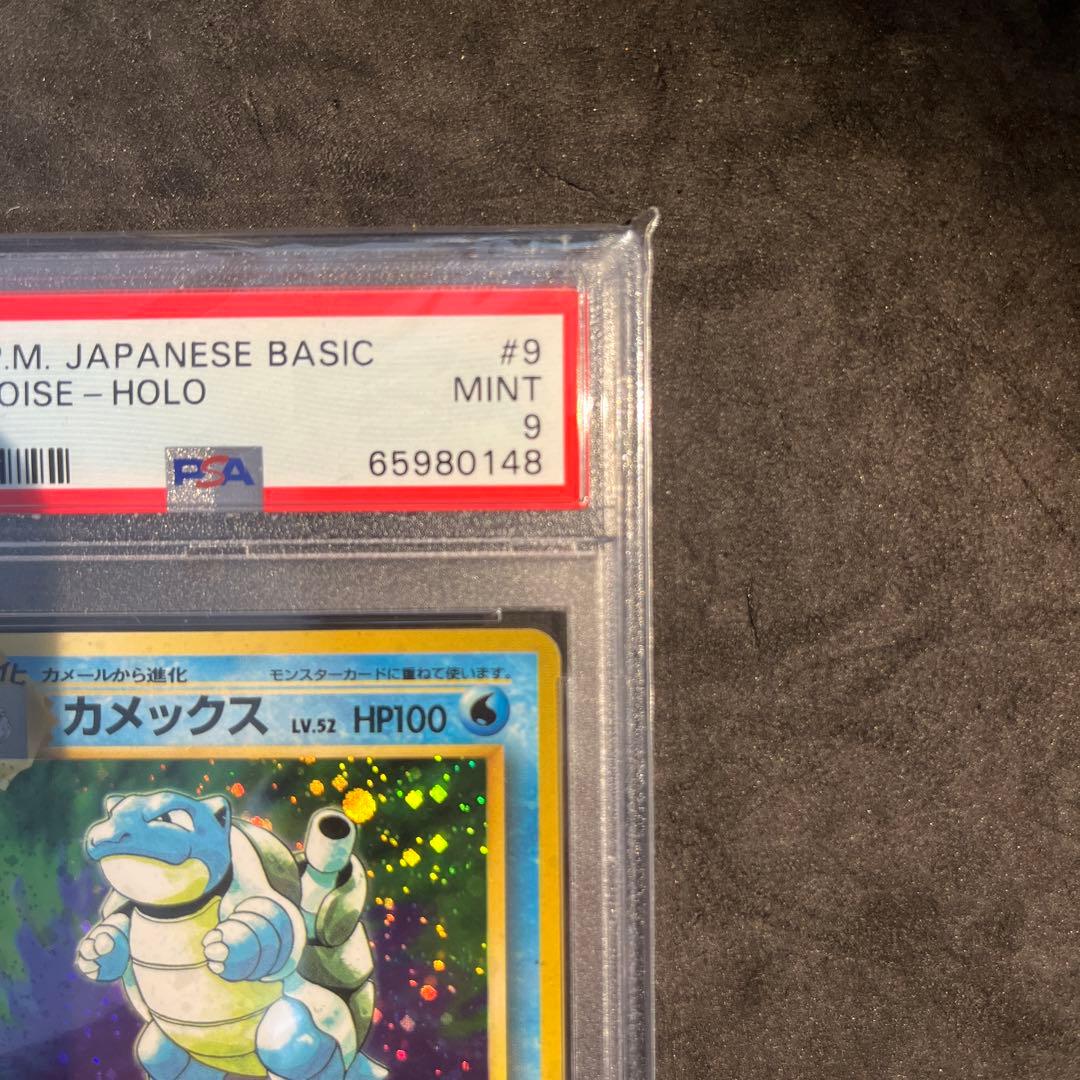 P.M. JAPANESE BASIC #9
OISE – HOLO MINT
9
PSA 65980148
化 カメールから進化 モンスターカードに重ねて使います。
カメックス LV.52 HP100